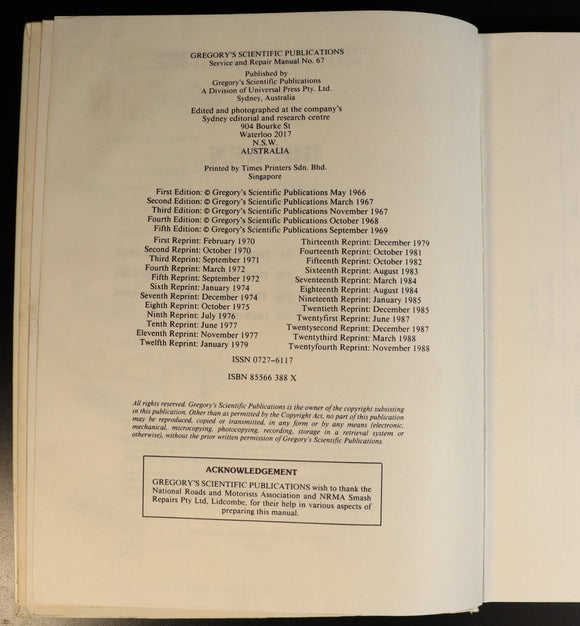 GREGORY'S SCIENTIFIC PUBLICATIONS
Service and Repair Manual No. 67
Published by
Gregory's Scientific Publications
A Division of Universal Press Pty. Ltd.
Sydney, Australia
Edited and photographed at the company's
Sydney editorial and research centre
904 Bourke St
Waterloo 2017
N.S.W.
AUSTRALIA
Printed by Times Printers Sdn. Bhd.
Singapore
First Edition: © Gregory's Scientific Publications May 1966
Second Edition: © Gregory's Scientific Publications March 1967
Third Edition: © Gregory's Scientific Publications November 1967
Fourth Edition: © Gregory's Scientific Publications October 1968
Fifth Edition: © Gregory's Scientific Publications September 1969
First Reprint: February 1970
Second Reprint: October 1970
Third Reprint: September 1971
Fourth Reprint: March 1972
Fifth Reprint: September 1972
Sixth Reprint: January 1974
Seventh Reprint: December 1974
Eighth Reprint: October 1975
Ninth Reprint: July 1976
Tenth Reprint: June 1977
Eleventh Reprint: November 1977
Twelfth Reprint: January 1979
Thirteenth Reprint: December 1979
Fourteenth Reprint: October 1981
Fifteenth Reprint: October 1982
Sixteenth Reprint: August 1983
Seventeenth Reprint: March 1984
Eighteenth Reprint: August 1984
Nineteenth Reprint: January 1985
Twentieth Reprint: December 1985
Twentyfirst Reprint: June 1987
Twentysecond Reprint: December 1987
Twentythird Reprint: March 1988
Twentyfourth Reprint: November 1988
ISSN 0727-6117
ISBN 85566 388 X
All rights reserved. Gregory's Scientific Publications is the owner of the copyright subsisting
in this publication. Other than as permitted by the Copyright Act, no part of this publication
may be reproduced, copied or transmitted, in any form or by any means (electronic,
mechanical, microcopying, photocopying, recording, storage in a retrieval system or
otherwise), without the prior written permission of Gregory's Scientific Publications.
ACKNOWLEDGEMENT
GREGORY'S SCIENTIFIC PUBLICATIONS wish to thank the
National Roads and Motorists Association and NRMA Smash
Repairs Pty Ltd, Lidcombe, for their help in various aspects of
preparing this manual.